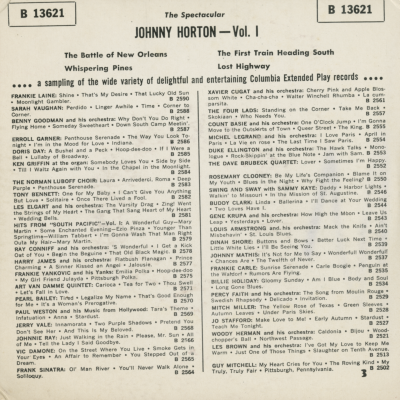 B 13621
The Spectacular
B 13621
JOHNNY HORTON — Vol. I
The Battle of New Orleans
The First Train Heading South
Whispering Pines
Lost Highway
.... a sampling of the wide variety of delightful and entertaining Columbia Extended Play records ....
FRANKIE LAINE: Shine • That's My Desire • That Lucky Old Sun
• Moonlight Gambler. B 2590
SARAH VAUGHAN: Perdido • Linger Awhile • Time • Corner to
Corner. B 2588
BENNY GOODMAN and his orchestra: Why Don't You Do Right •
Flying Home • Somebody Sweetheart • Down South Camp Meetin'.
B 2587
ERROLL GARNER: Penthouse Serenade • The Way You Look To-
night • I'm in the Mood for Love • Indiana B 2586
DORIS DAY: A Bushel and a Peck • Hoop-dee-doo • If I Were a
Bell • Lullaby of Broadway. B 2585
KEN GRIFFIN at the organ: Somebody Loves You • Side by Side
• Till I Waltz Again with You • In the Chapel in the Moonlight.
B 2584
THE NORMAN LUBOFF CHOIR: Laura • Deep
Purple • Penthouse Serenade. B 2583
TONY BENNETT: One for My Baby • I Can't Give You Anything
But Love • Solitaire • Once There Lived a Fool. B 2582
LES ELGART and his orchestra: The Varsity Drag • Zing! Went
the Strings of My Heart • The Gang That Sang Heart of My Heart
• Wedding Bells. B 2581
HITS FROM "SOUTH PACIFIC"—Vol. I: A Wonderful Guy—Mary
Martin • Some Enchanted Evening—Ezio Pinza • Younger Than
Springtime—William Tabbert • I'm Gonna Wash That Man Right
Outa My Hair—Mary Martin. B 2579
RAY CONNIFF and his orchestra: 'S Wonderful • I Get a Kick
Out of You • Begin the Beguine • That Old Black Magic. B 2578
HARRY JAMES and his orchestra: Flatbush Flanagan • Prince
Charming • A Sinner Kissed an Angel • Jalousie. B 2577
FRANKIE YANKOVIC and his Yanks: Emilia Polka • Hoop-dee-doo
• My Girl Friend Julayda • Three Yanks Polka. B 2575
ART VAN DAMME QUINTET: Carioca • Tea for Two • Thou Swell
• Let's Fall in Love. B 2571
PEARL BAILEY: Tired • Legalize My Name • That's Good Enough
for Me • It's a Woman's Prerogative. B 2570
PAUL WESTON and his Music from Hollywood: Tara's Theme •
Infatuation • Anna • Stardust. B 2569
JERRY VALE: Innamorata • Two Purple Shadows • Pretend You
Don't See Her • And This Is My Beloved. B 2568
JOHNNIE RAY: Just Walking in the Rain • Please, Mr. Sun • All
of Me • Tell the Lady I Said Goodbye. B 2566
VIC DAMONE: On the Street Where You Live • Smoke Gets in
Your Eyes • An Affair to Remember • You Stepped Out of a
Dream. B 2565
FRANK SINATRA: Ol' Man River • You'll Never Walk Alone •
Soliloquy. B 2564
XAVIER CUGAT and his orchestra: Cherry Pink and Apple Blos-
som White • Cha-cha-cha • Walter Winchell Rhumba • La cum-
parsita. B 2561
THE FOUR LADS: Standing on the Corner • Take Me Back •
Skokiaan • Who Needs You.
COUNT BASIE and his orchestra: One O'Clock Jump • I'm Gonna
Move to the Outskirts of Town • Queer Street • The King. B 2555
MICHEL LEGRAND and his orchestra: I Love Paris • April in
Paris • La Vie en rose • The Last Time I Saw Paris.
DUKE ELLINGTON and his orchestra: The Hawk Talks • Mono-
logue • Rock-Skippin' at the Blue Note • Jam with Sam. B 2553
THE DAVE BRUBECK QUARTET: Lover • Sometimes I'm Happy.
B 2552
ROSEMARY CLOONEY: Be My Life's Companion • Blame It on
My Youth • Blues in the Night • Why Fight the Feeling! B 2550
SWING AND SWAY WITH SAMMY KAYE: Daddy • Harbor Lights •
Walkin' to Missouri • In the Mission of St. Augustine. B 2548
BUDDY CLARK: Linda • Ballerina • I'll Dance at Your Wedding
• You Loves Have I.
GENE KRUPA and his orchestra: How High the Moon • Leave Us
Leap • Yesterdays • Lover. B 2543
LOUIS ARMSTRONG and his orchestra: Mack the Knife • Ain't
Misbehavin' • St. Louis Blues.
DINAH SHORE: Buttons and Bows • Better Luck Next Time •
Little White Lies • I'll Be Seeing You.
JOHNNY MATHIS: It's Not for Me to Say • Wonderful! Wonderful!
• Chances Are • The Twelfth of Never. B 2537
FRANKIE CARLE: Sunrise Serenade • Carle Boogie • Penguin at
the Waldorf • Rumors Are Flying.
BILLIE HOLIDAY: Gloomy Sunday • Am I Blue • Body and Soul
• Long Gone Blues.
PERCY FAITH and his orchestra: The Song from Moulin Rouge •
Swedish Rhapsody • Delicado • Invitation. B 2529
MITCH MILLER: The Yellow Rose of Texas • Green Sleeves •
Autumn Leaves • Under Paris Skies. B 2528
JO STAFFORD: Make Love to Me! • Early Autumn • Stardust •
B 2527
WOODY HERMAN and his orchestra: Caldonia • Bijou • Wood-
chopper's Ball • Northwest Passage.
LES BROWN and his orchestra: I've Got My Love to Keep Me
Warm • Just One of Those Things • Slaughter on Tenth Avenue.
B 2513
GUY MITCHELL: My Heart Cries for You • The Roving Kind • My
Truly, Truly Fair • Pittsburgh, Pennsylvania. B 2502
3